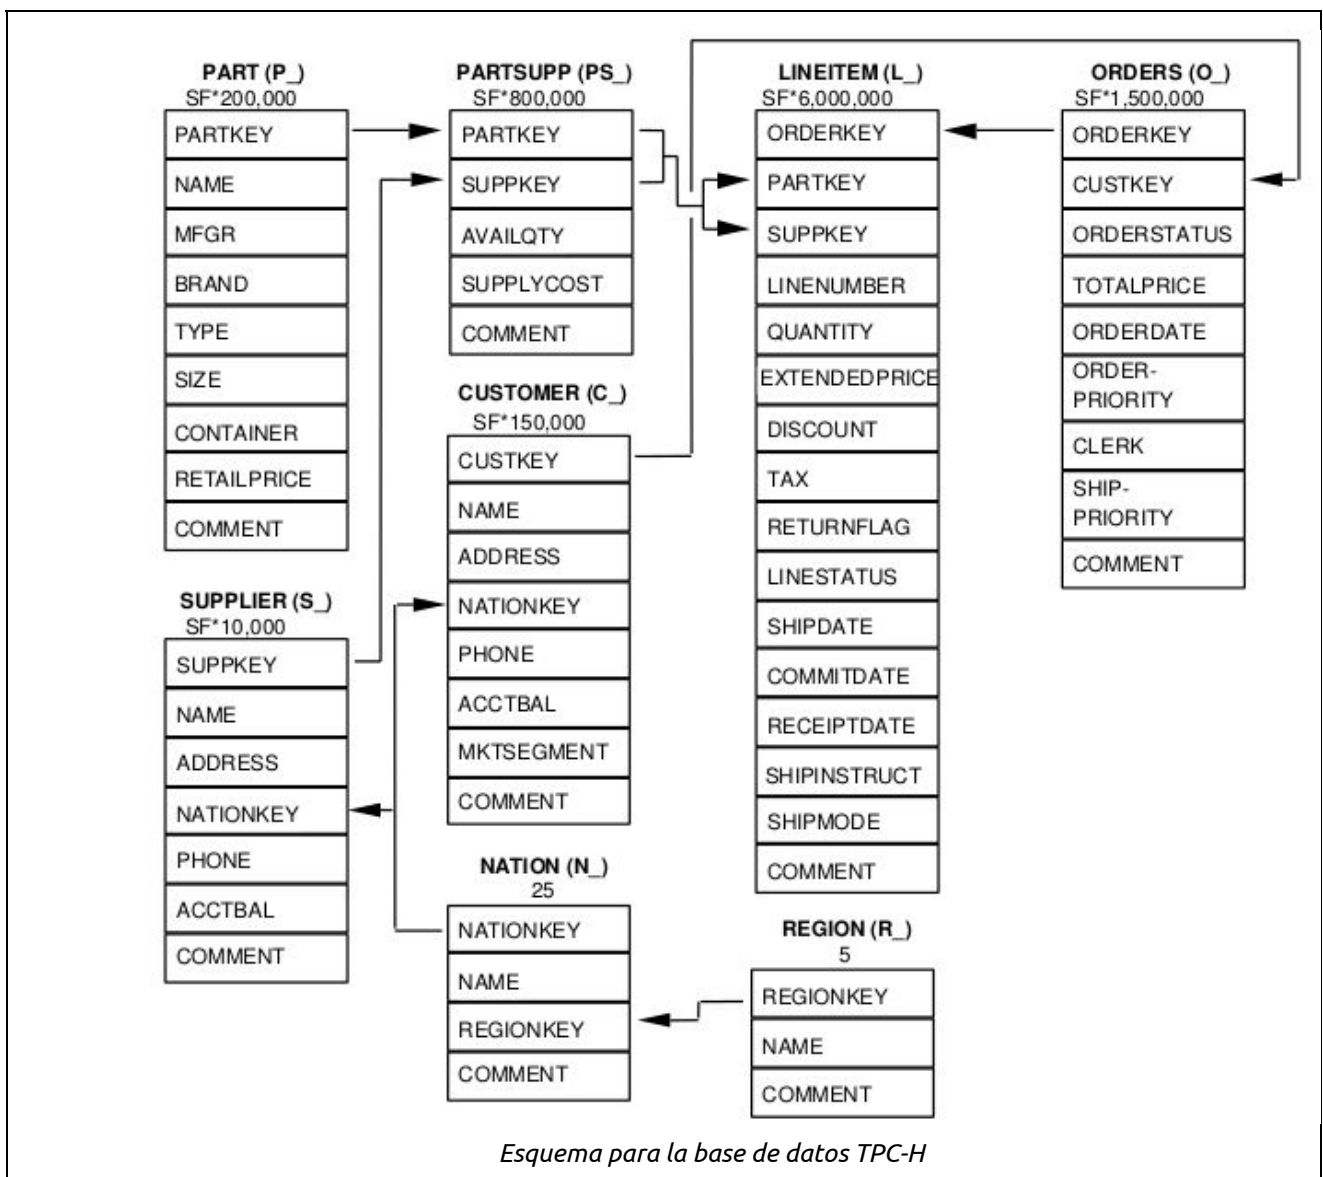 PART (P_)
SF*200,000
PARTKEY
NAME
MFGR
BRAND
TYPE
SIZE
CONTAINER
RETAILPRICE
COMMENT
SUPPLIER (S_)
SF*10,000
SUPPKEY
NAME
ADDRESS
NATIONKEY
PHONE
ACCTBAL
COMMENT
PARTSUPP (PS_)
SF*800,000
PARTKEY
SUPPKEY
AVAILQTY
SUPPLYCOST
COMMENT
CUSTOMER (C_)
SF*150,000
CUSTKEY
NAME
ADDRESS
NATIONKEY
PHONE
ACCTBAL
MKTSEGMENT
COMMENT
NATION (N_)
25
NATIONKEY
NAME
REGIONKEY
COMMENT
LINEITEM (L_)
SF*6,000,000
ORDERKEY
PARTKEY
SUPPKEY
LINENUMBER
QUANTITY
EXTENDEDPRICE
DISCOUNT
TAX
RETURNFLAG
LINESTATUS
SHIPDATE
COMMITDATE
RECEIPTDATE
SHIPINSTRUCT
SHIPMODE
COMMENT
REGION (R_)
5
REGIONKEY
NAME
COMMENT
ORDERS (O_)
SF*1,500,000
ORDERKEY
CUSTKEY
ORDERSTATUS
TOTALPRICE
ORDERDATE
ORDER-
PRIORITY
CLERK
SHIP-
PRIORITY
COMMENT
Esquema para la base de datos TPC-H